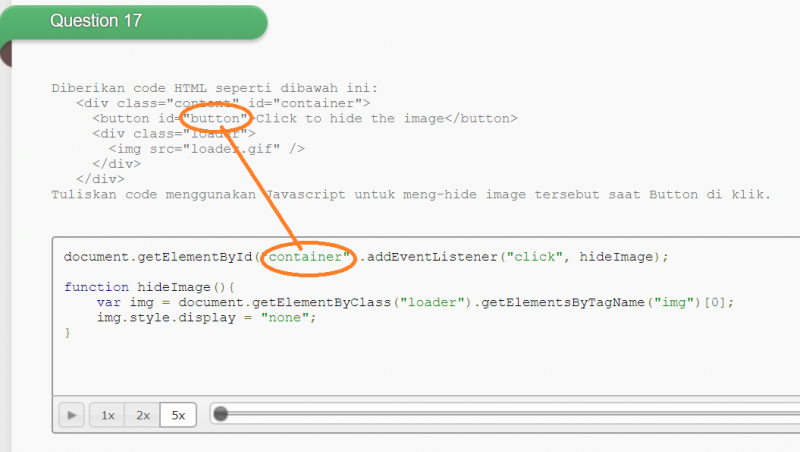 Question 17
Diberikan code HTML seperti dibawah ini:
<div class="content" id="container">
<button id="button">Click to hide the image</button>
<div class="loader">
<img src="loader.gif" />
</div>
</div>
Tuliskan code menggunakan Javascript untuk meng-hide image tersebut saat Button di klik.
document.getElementById("container").addEventListener("click", hideImage);
function hideImage(){
var img = document.getElementByClass("loader").getElementsByTagName("img")[0];
img.style.display = "none";
}
1x 2x 5x